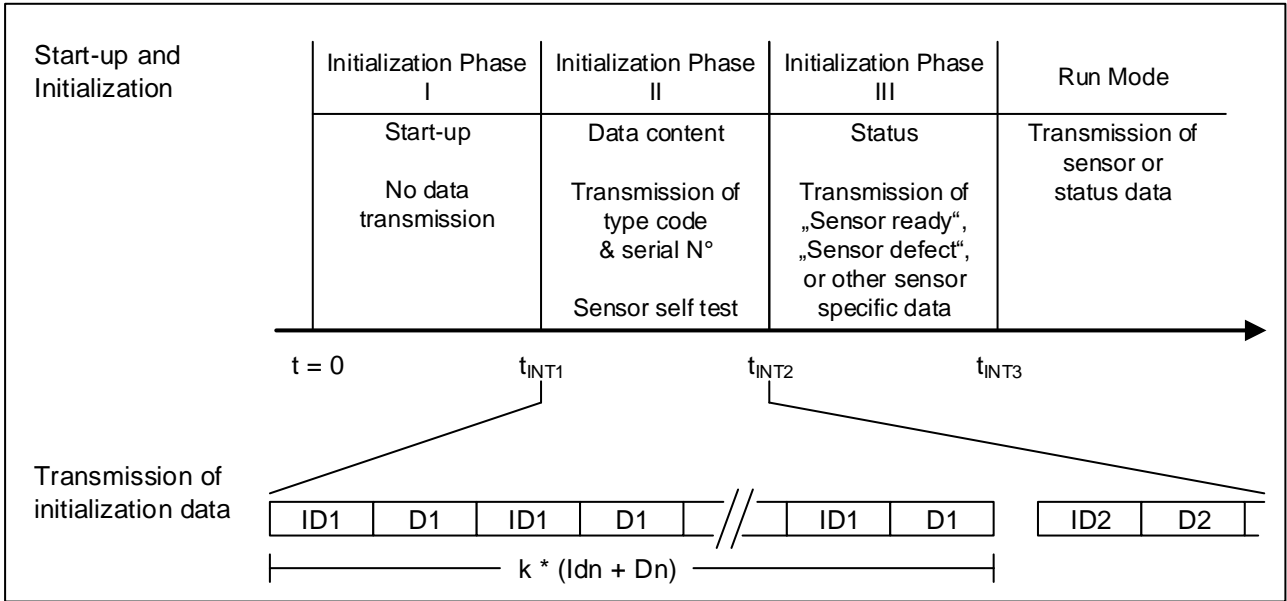 Start-up and
Initialization
Initialization Phase
I
Initialization Phase
II
Initialization Phase
III
Run Mode
Start-up
No data
transmission
Data content
Transmission of
type code
& serial N°
Sensor self test
Status
Transmission of
„Sensor ready“,
„Sensor defect“,
or other sensor
specific data
Transmission of
sensor or
status data
t = 0
tINT1
tINT2
tINT3
Transmission of
initialization data
ID1 D1 ID1 D1 ID1 D1 ID2 D2
k * (Idn + Dn)